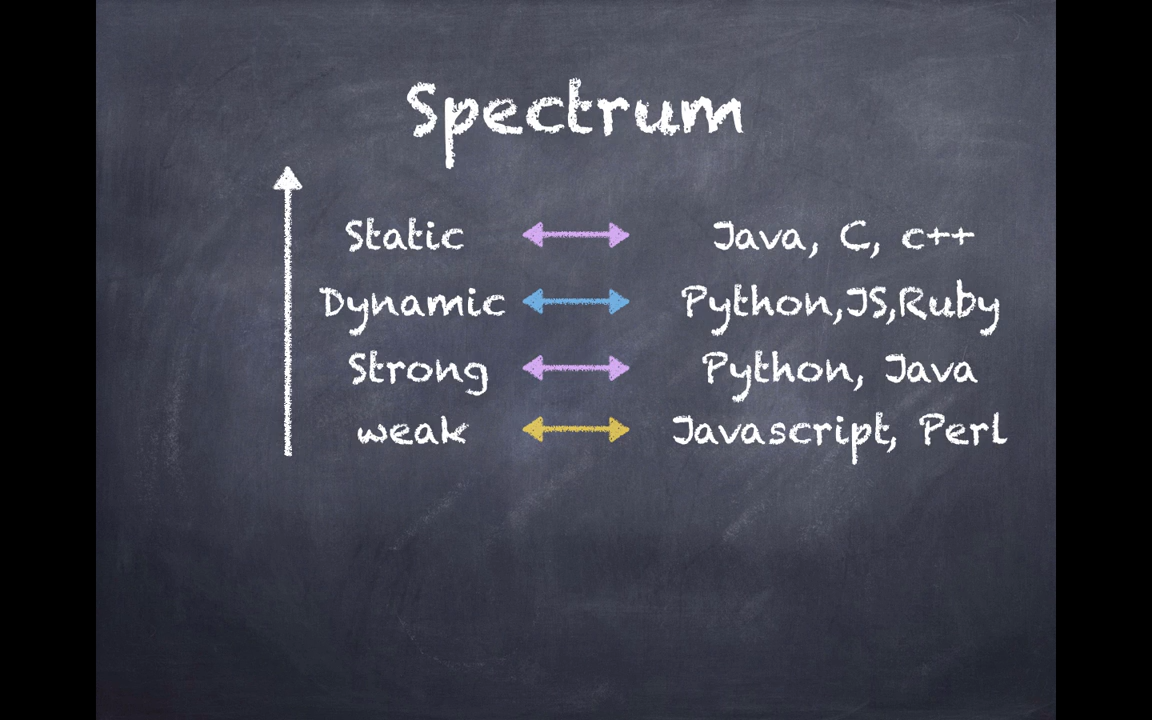 Spectrum
Static Java, C, c++
Dynamic Python,JS,Ruby
Strong Python, Java
weak Javascript, Perl